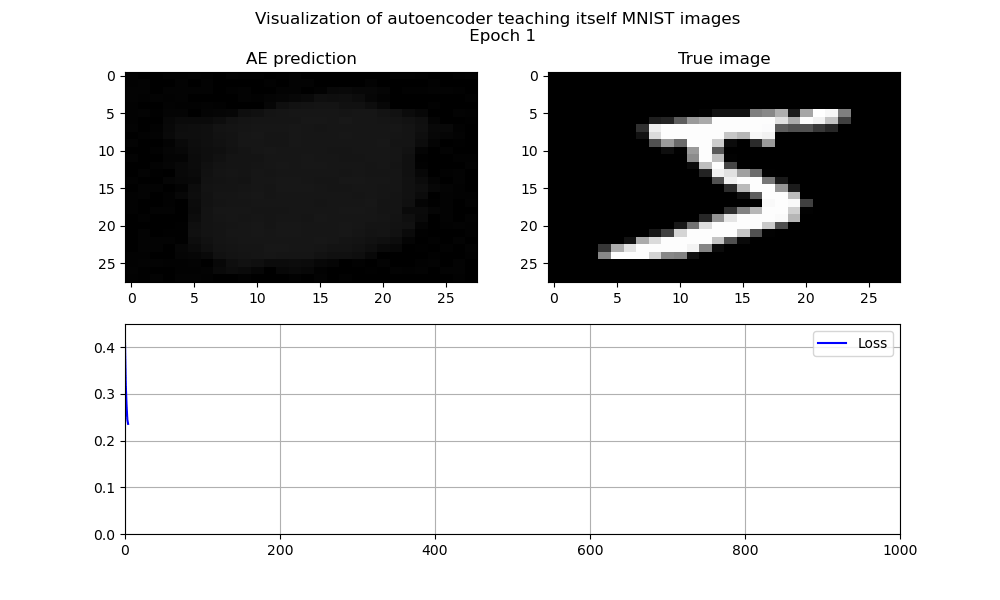 Visualization of autoencoder teaching itself MNIST images
Epoch 1
AE prediction
True image
0
5
10
15
20
25
0 5 10 15 20 25
0
5
10
15
20
25
0 5 10 15 20 25
Loss
0.4
0.3
0.2
0.1
0.0
0 200 400 600 800 1000